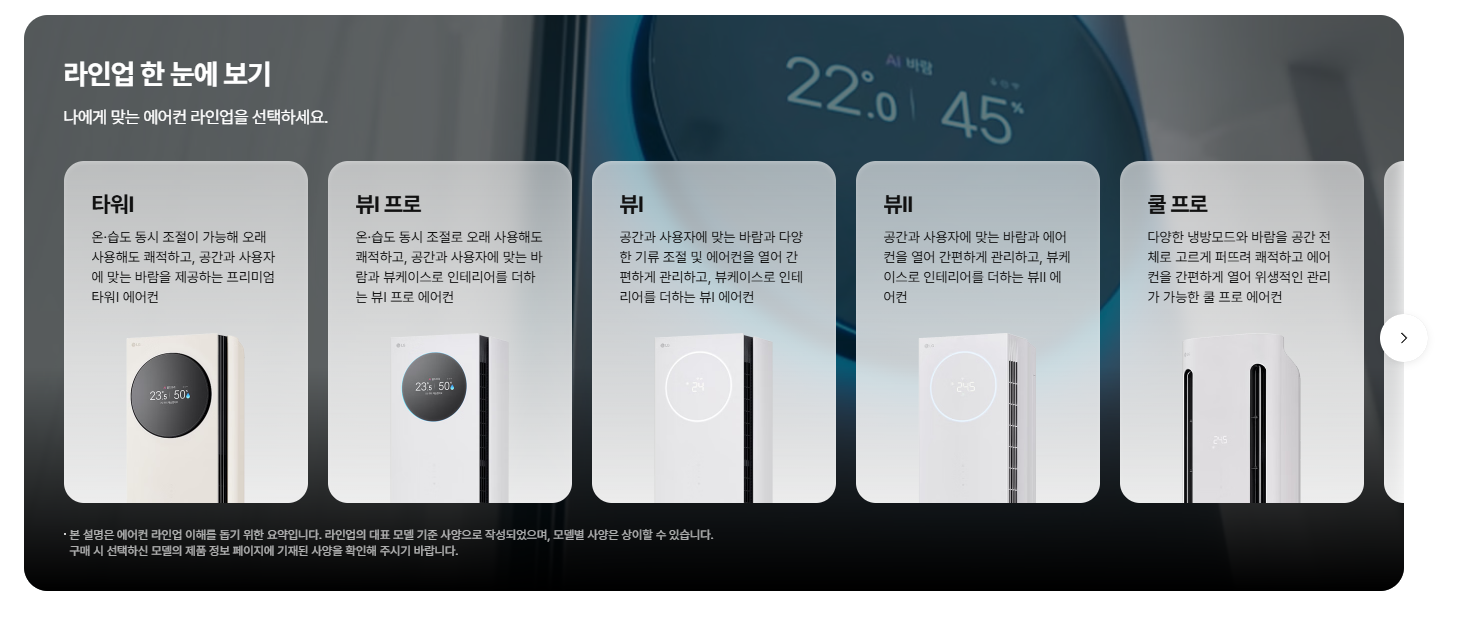 라인업 한 눈에 보기
나에게 맞는 에어컨 라인업을 선택하세요.
AI 바람
22.0° 45%
타워I
온·습도 동시 조절이 가능해 오래
사용해도 쾌적하고, 공간과 사용자
에 맞는 바람을 제공하는 프리미엄
타워I 에어컨
LG
23.5° 50%
뷰I 프로
온·습도 동시 조절로 오래 사용해도
쾌적하고, 공간과 사용자에 맞는 바
람과 뷰케이스로 인테리어를 더하
는 뷰I 프로 에어컨
LG
23.5° 50%
뷰I
공간과 사용자에 맞는 바람과 다양
한 기류 조절 및 에어컨을 열어 간
편하게 관리하고, 뷰케이스로 인테
리어를 더하는 뷰I 에어컨
LG
24
뷰II
공간과 사용자에 맞는 바람과 에어
컨을 열어 간편하게 관리하고, 뷰케
이스로 인테리어를 더하는 뷰II 에
어컨
LG
24.5
쿨 프로
다양한 냉방모드와 바람을 공간 전
체로 고르게 퍼뜨려 쾌적하고 에어
컨을 간편하게 열어 위생적인 관리
가 가능한 쿨 프로 에어컨
24.5
· 본 설명은 에어컨 라인업 이해를 돕기 위한 요약입니다. 라인업의 대표 모델 기준 사양으로 작성되었으며, 모델별 사양은 상이할 수 있습니다.
구매 시 선택하신 모델의 제품 정보 페이지에 기재된 사양을 확인해 주시기 바랍니다.